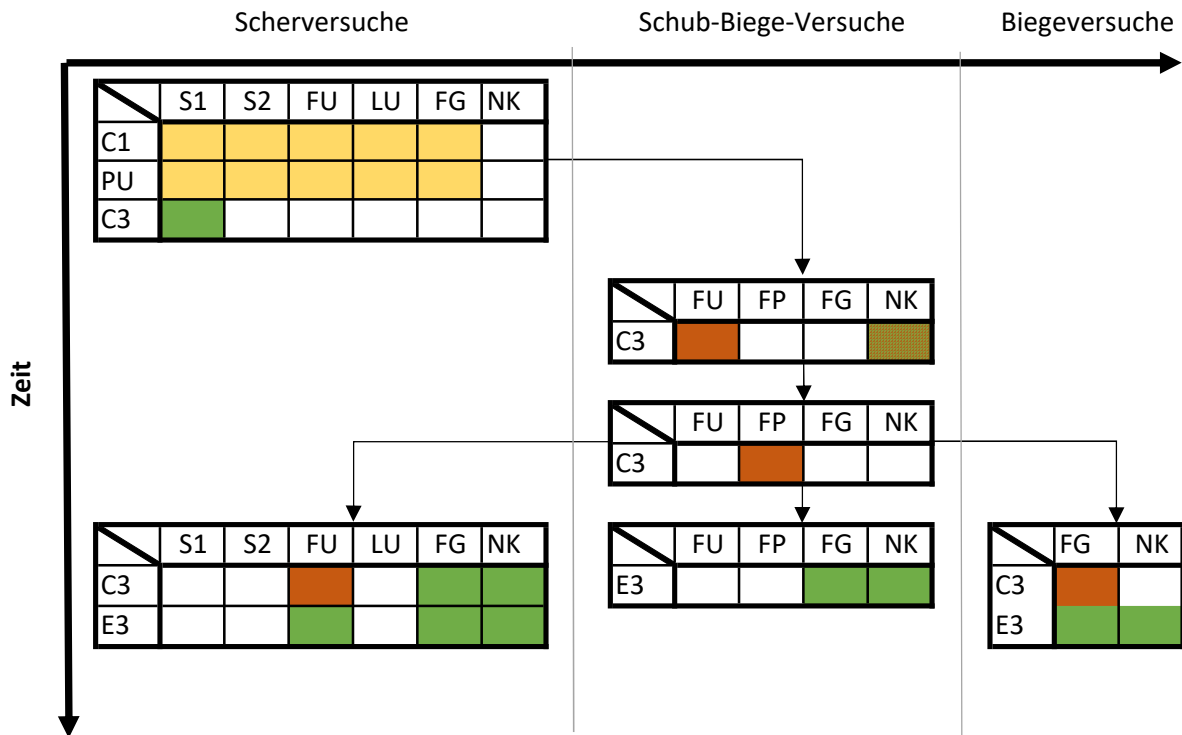 Scherversuche Schub-Biege-Versuche Biegeversuche
S1 S2 FU LU FG NK
C1
PU
C3
FU FP FG NK
C3
FU FP FG NK
C3
Zeit
S1 S2 FU LU FG NK
C3
E3
FU FP FG NK
E3
FG NK
C3
E3